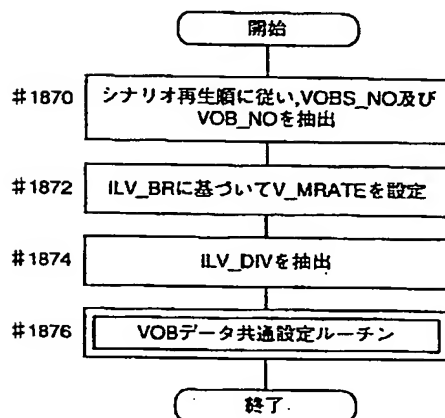 開始
#1870
シナリオ再生順に従い,VOBS_NO及び
VOB_NOを抽出
#1872
ILV_BRに基づいてV_MRATEを設定
#1874
ILV_DIVを抽出
#1876
VOBデータ共通設定ルーチン
終了